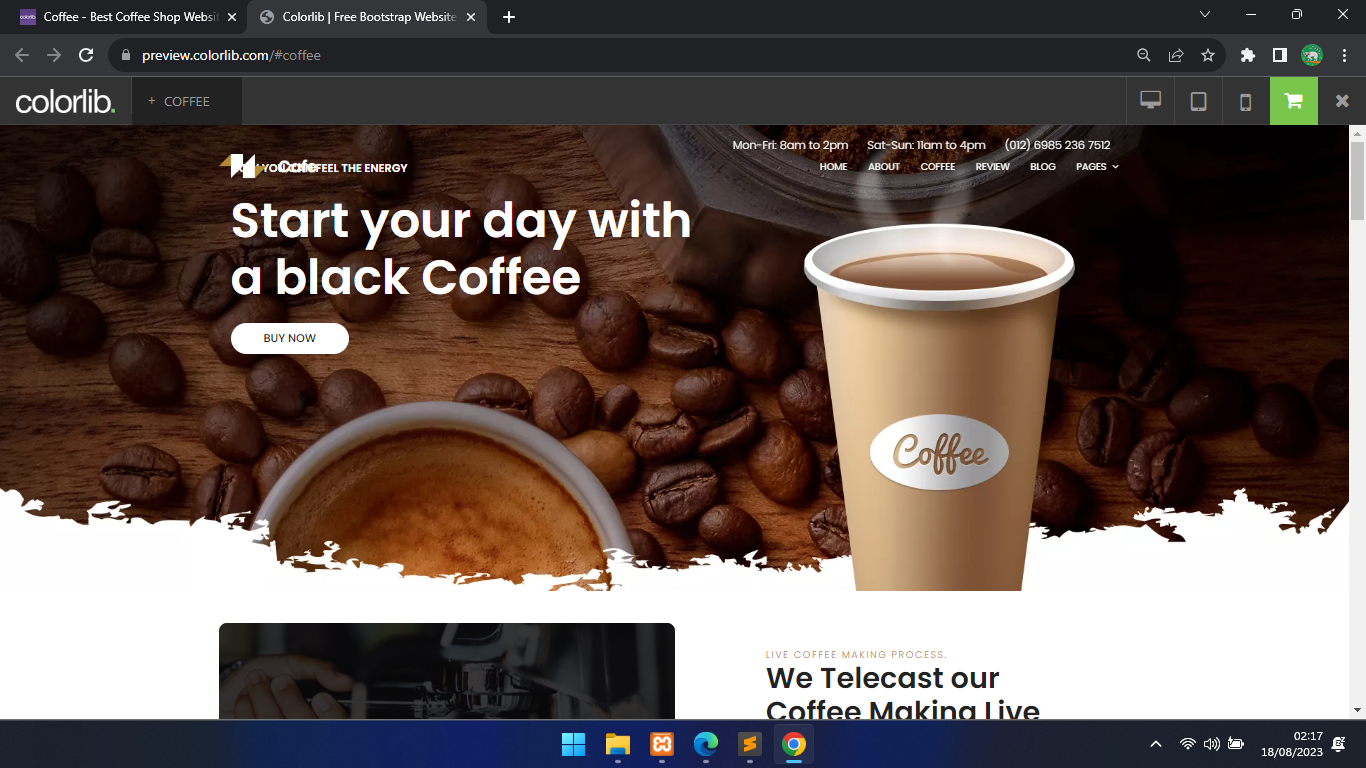 colorlib
Coffee - Best Coffee Shop Websit
Colorlib | Free Bootstrap Website
preview.colorlib.com/#coffee
colorlib.
+ COFFEE
Mon-Fri: 8am to 2pm Sat-Sun: 11am to 4pm (012) 6985 236 7512
Cafe
YOU CAN FEEL THE ENERGY
HOME ABOUT COFFEE REVIEW BLOG PAGES
Start your day with
a black Coffee
BUY NOW
Coffee
LIVE COFFEE MAKING PROCESS.
We Telecast our
Coffee Making Live
02:17
18/08/2023